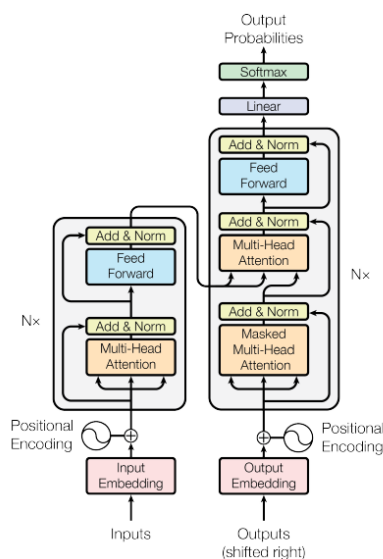 Output
Probabilities
Softmax
Linear
Add & Norm
Feed
Forward
Add & Norm
Multi-Head
Attention
N×
Add & Norm
Masked
Multi-Head
Attention
Add & Norm
Feed
Forward
N×
Add & Norm
Multi-Head
Attention
Positional
Encoding
Positional
Encoding
Input
Embedding
Output
Embedding
Inputs
Outputs
(shifted right)